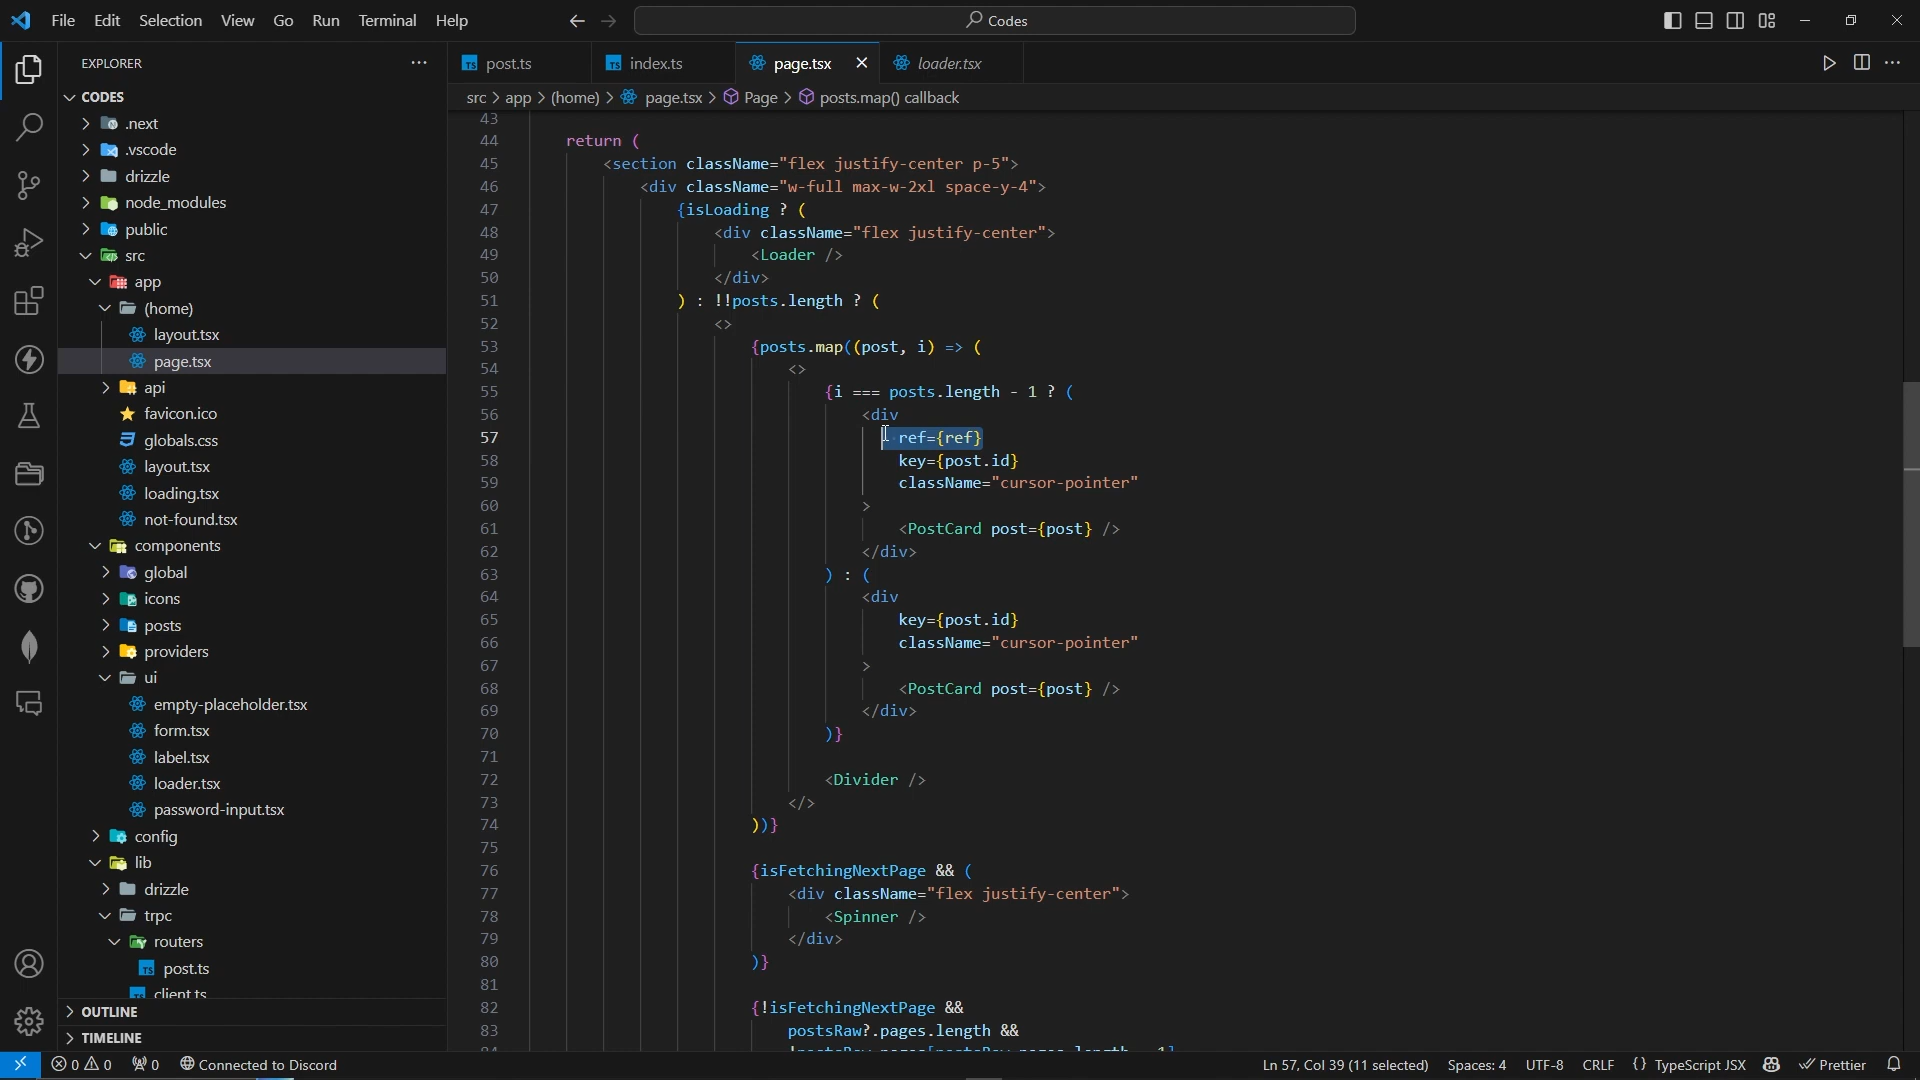 File Edit Selection View Go Run Terminal Help
Codes
EXPLORER
CODES
.next
.vscode
drizzle
node_modules
public
src
app
(home)
layout.tsx
page.tsx
api
favicon.ico
globals.css
layout.tsx
loading.tsx
not-found.tsx
components
global
icons
posts
providers
ui
empty-placeholder.tsx
form.tsx
label.tsx
loader.tsx
password-input.tsx
config
lib
drizzle
trpc
routers
post.ts
client.ts
OUTLINE
TIMELINE
post.ts index.ts page.tsx loader.tsx
src > app > (home) > page.tsx > Page > posts.map() callback
43
44 return (
45 <section className="flex justify-center p-5">
46 <div className="w-full max-w-2xl space-y-4">
47 {isLoading ? (
48 <div className="flex justify-center">
49 <Loader />
50 </div>
51 ) : !!posts.length ? (
52 <>
53 {posts.map((post, i) => (
54 <>
55 {i === posts.length - 1 ? (
56 <div
57 ref={ref}
58 key={post.id}
59 className="cursor-pointer"
60 >
61 <PostCard post={post} />
62 </div>
63 ) : (
64 <div
65 key={post.id}
66 className="cursor-pointer"
67 >
68 <PostCard post={post} />
69 </div>
70 )}
71
72 <Divider />
73 </>
74 ))}
75
76 {isFetchingNextPage && (
77 <div className="flex justify-center">
78 <Spinner />
79 </div>
80 )}
81
82 {!isFetchingNextPage &&
83 postsRaw?.pages.length &&
0 0 0 Connected to Discord Ln 57, Col 39 (11 selected) Spaces: 4 UTF-8 CRLF {} TypeScript JSX Prettier